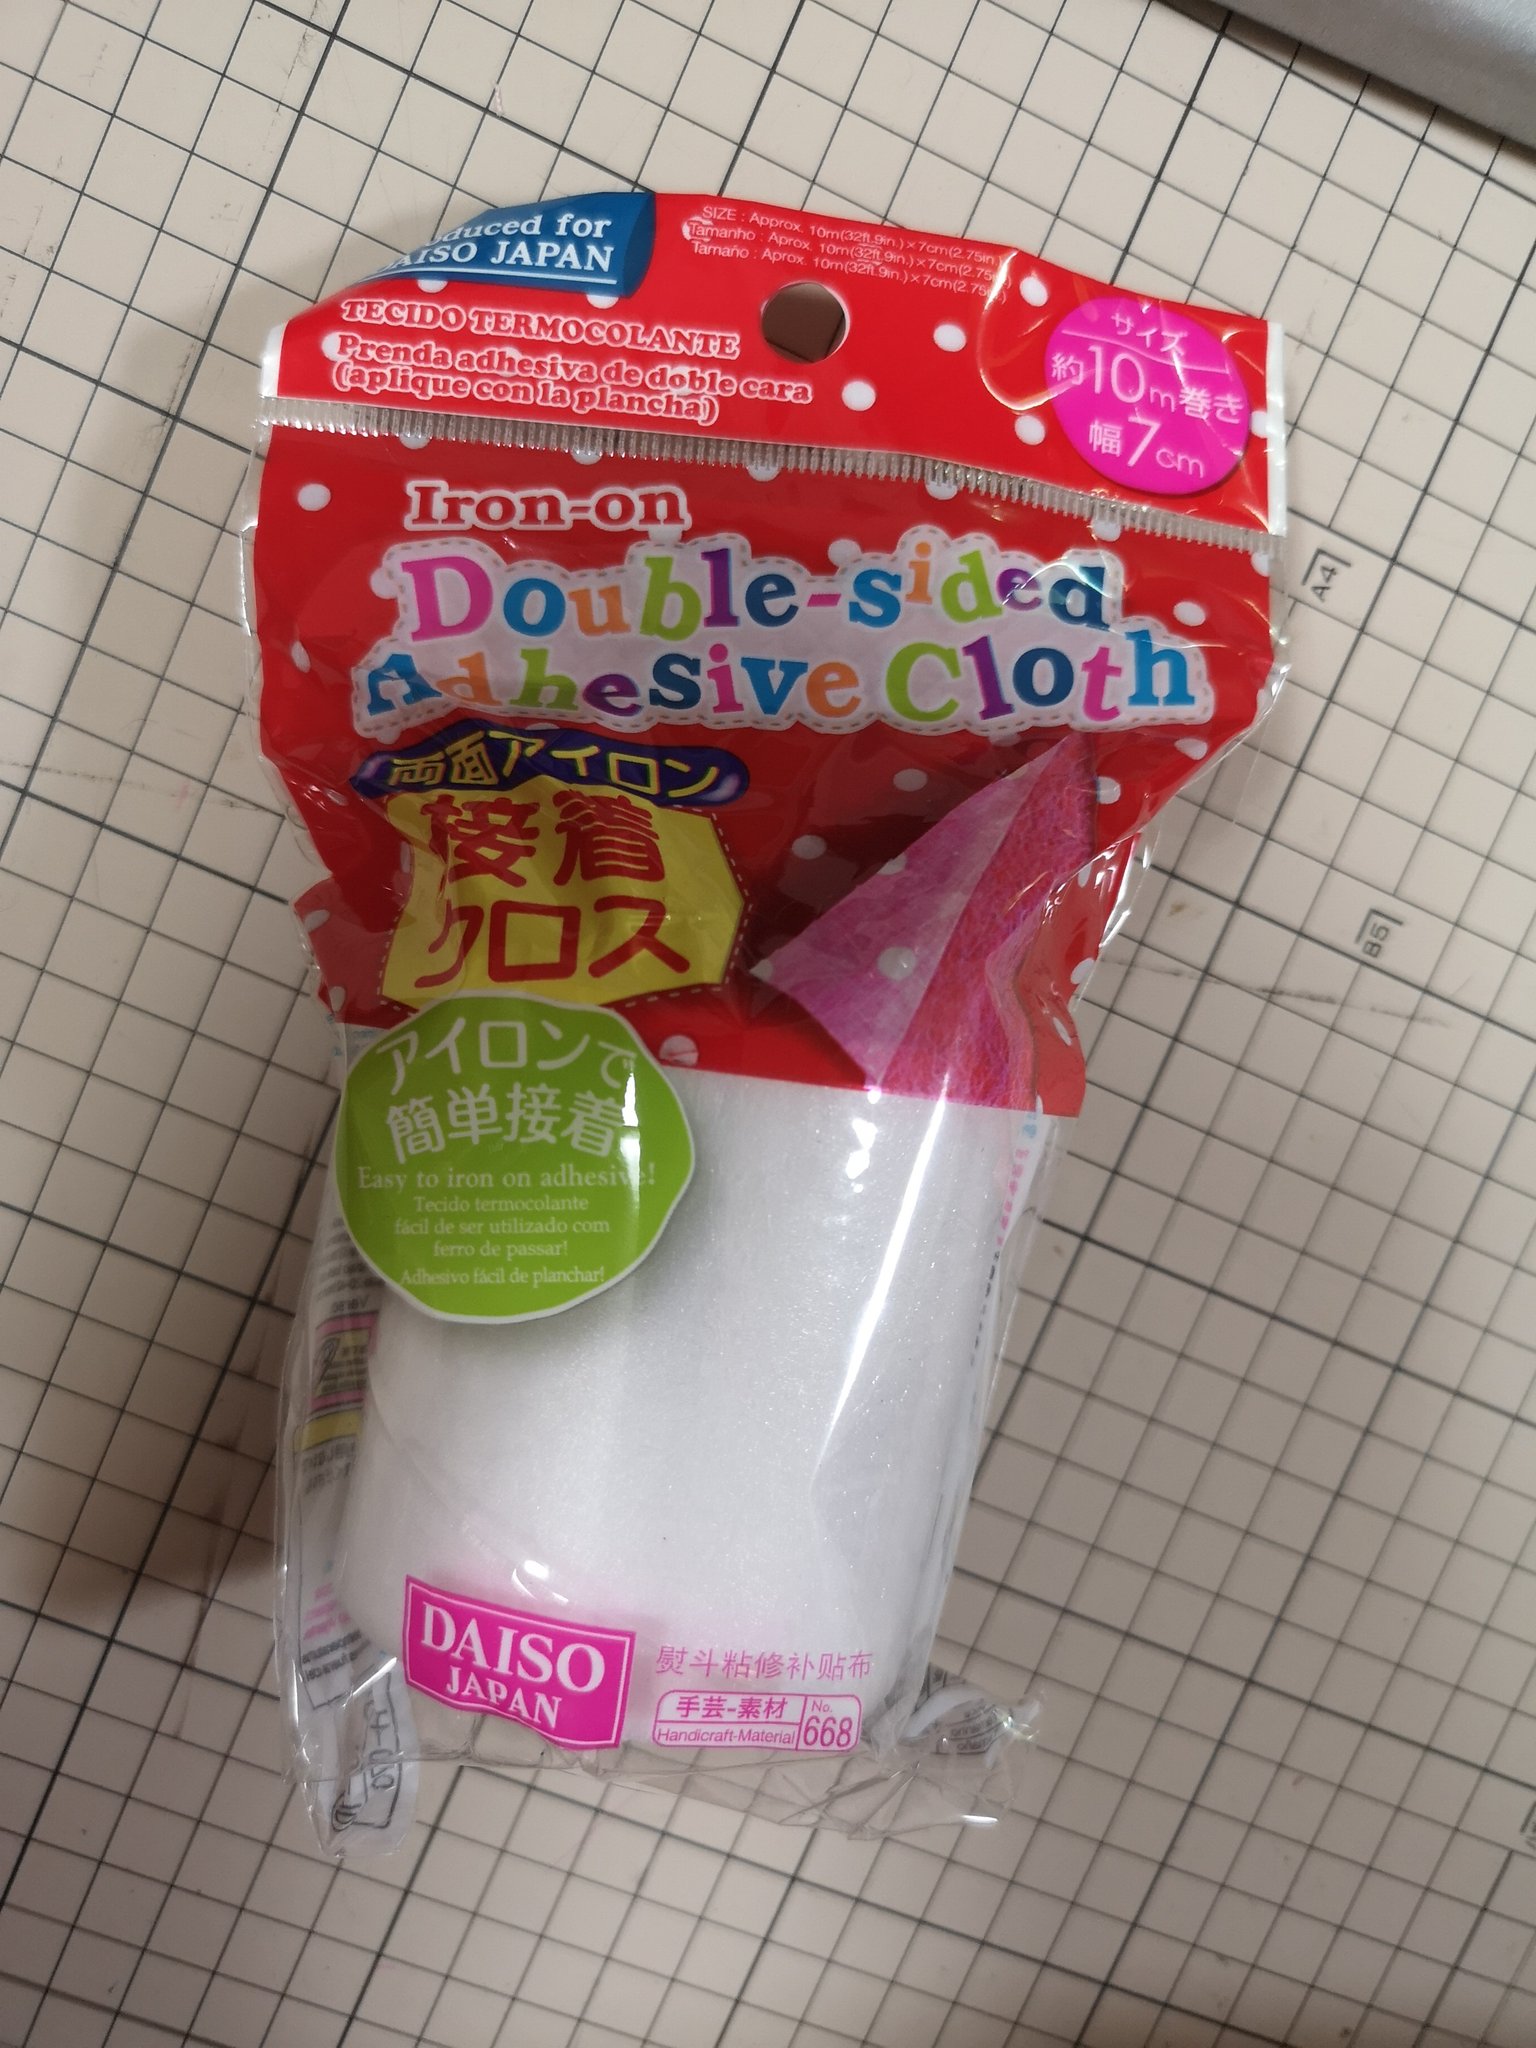 duced for
DAISO JAPAN
SIZE : Approx. 10m(32ft.9in.)×7cm(2.75in
Tamanho : Aprox. 10m(32ft.9in.)×7cm(2.75
Tamaño : Aprox. 10m(32ft.9in.)×7cm(2.75
TECIDO TERMOCOLANTE
Prenda adhesiva de doble cara
(aplique con la plancha)
サイズ
約10m巻き
幅7cm
Iron-on
Double-sided
Adhesive Cloth
両面アイロン
接着
クロス
アイロンで
簡単接着
Easy to iron on adhesive!
Tecido termocolante
fácil de ser utilizado com
ferro de passar!
Adhesivo fácil de planchar!
DAISO
JAPAN
熨斗粘修补贴布
手芸-素材
Handicraft-Material
No.
668
A4
B5